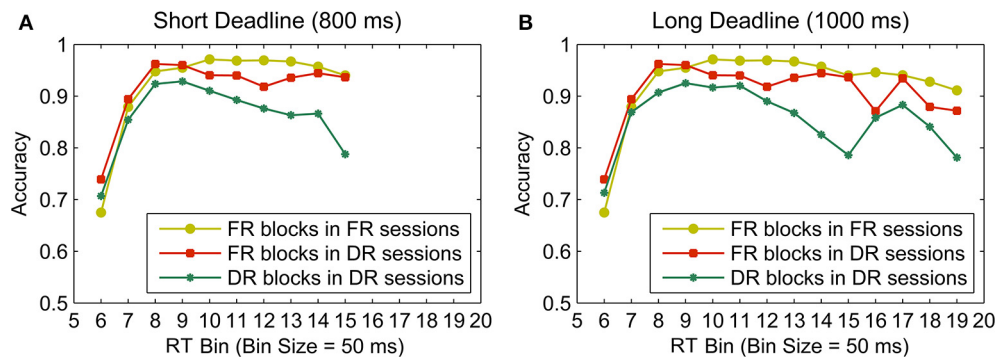 A Short Deadline (800 ms)
1
0.9
0.8
0.7
0.6
0.5
Accuracy
FR blocks in FR sessions
FR blocks in DR sessions
DR blocks in DR sessions
5 6 7 8 9 10 11 12 13 14 15 16 17 18 19 20
RT Bin (Bin Size = 50 ms)
B Long Deadline (1000 ms)
1
0.9
0.8
0.7
0.6
0.5
Accuracy
FR blocks in FR sessions
FR blocks in DR sessions
DR blocks in DR sessions
5 6 7 8 9 10 11 12 13 14 15 16 17 18 19 20
RT Bin (Bin Size = 50 ms)